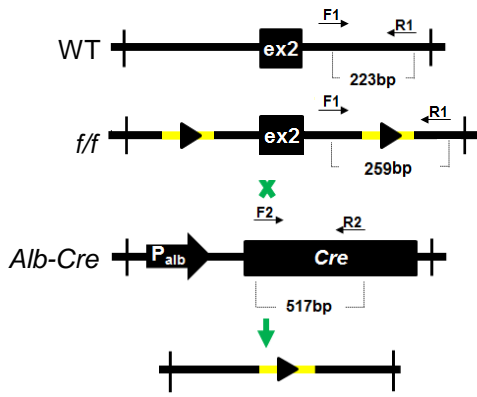 F1
R1
WT
ex2
223bp
F1
R1
f/f
ex2
259bp
F2
R2
Alb-Cre
Palb
Cre
517bp